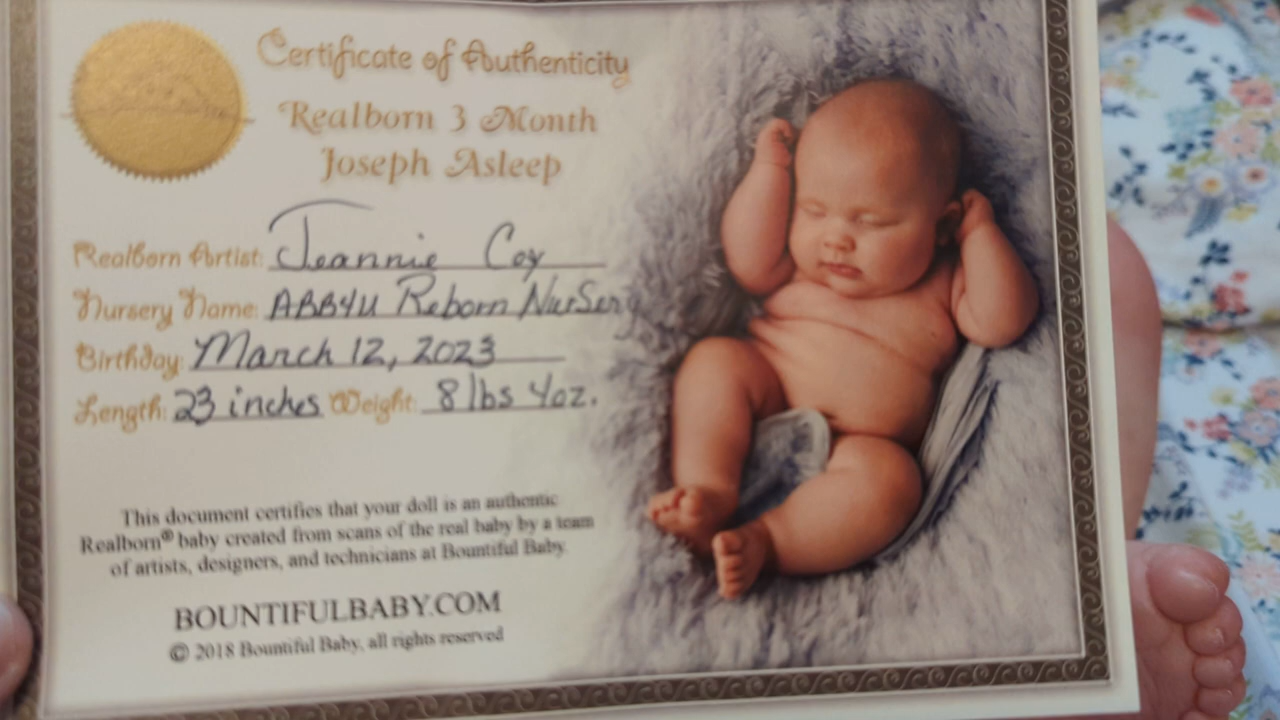 Certificate of Authenticity
Realborn 3 Month
Joseph Asleep
Realborn Artist: Jeannie Coy
Nursery Name: ABB4U Reborn Nursery
Birthday: March 12, 2023
Length: 23 inches Weight: 8 lbs 4oz.
This document certifies that your doll is an authentic
Realborn® baby created from scans of the real baby by a team
of artists, designers, and technicians at Bountiful Baby.
BOUNTIFULBABY.COM
© 2018 Bountiful Baby, all rights reserved